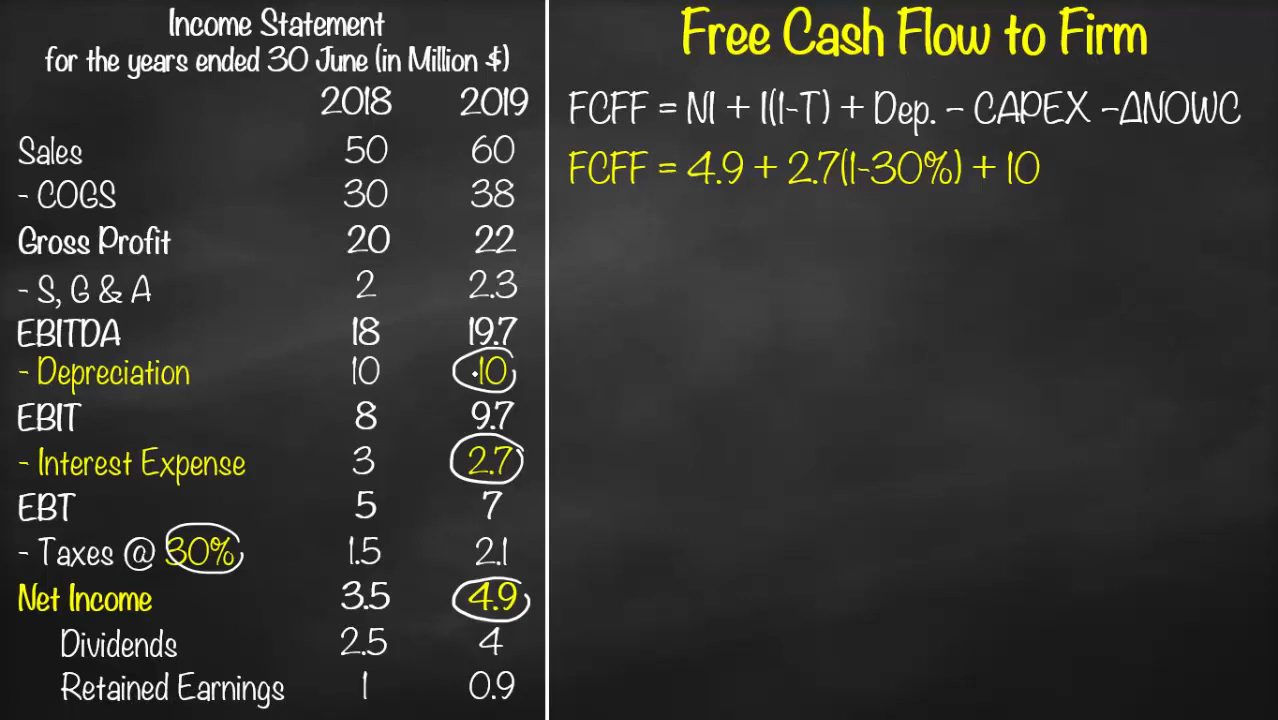 Income Statement
for the years ended 30 June (in Million $)
2018 2019
Sales 50 60
- COGS 30 38
Gross Profit 20 22
- S, G & A 2 2.3
EBITDA 18 19.7
- Depreciation 10 10
EBIT 8 9.7
- Interest Expense 3 2.7
EBT 5 7
- Taxes @ 30% 1.5 2.1
Net Income 3.5 4.9
Dividends 2.5 4
Retained Earnings 1 0.9
Free Cash Flow to Firm
FCFF = NI + I(1-T) + Dep. - CAPEX -ΔNOWC
FCFF = 4.9 + 2.7(1-30%) + 10